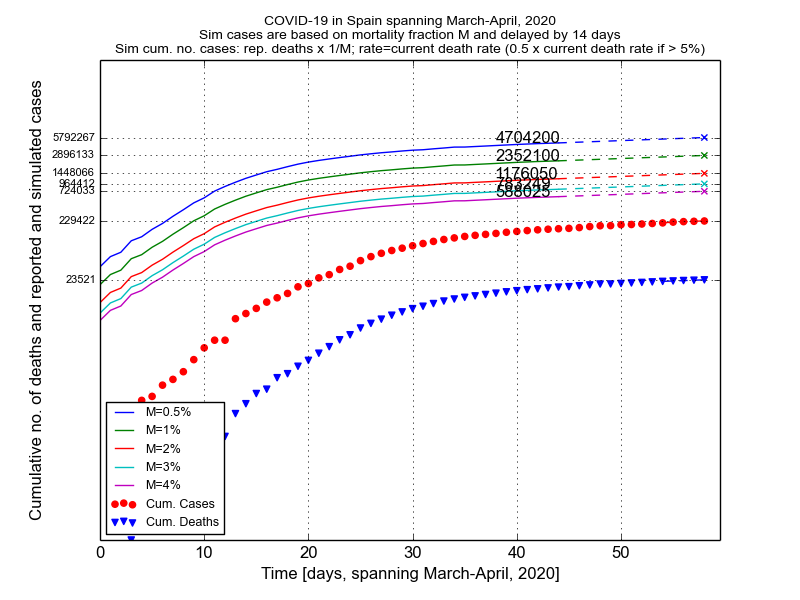 COVID-19 in Spain spanning March-April, 2020
Sim cases are based on mortality fraction M and delayed by 14 days
Sim cum. no. cases: rep. deaths x 1/M; rate=current death rate (0.5 x current death rate if > 5%)
Cumulative no. of deaths and reported and simulated cases
5792267
2896133
1448066
964412
724033
229422
23521
4704200
2352100
1176050
783249
588025
M=0.5%
M=1%
M=2%
M=3%
M=4%
Cum. Cases
Cum. Deaths
0 10 20 30 40 50
Time [days, spanning March-April, 2020]